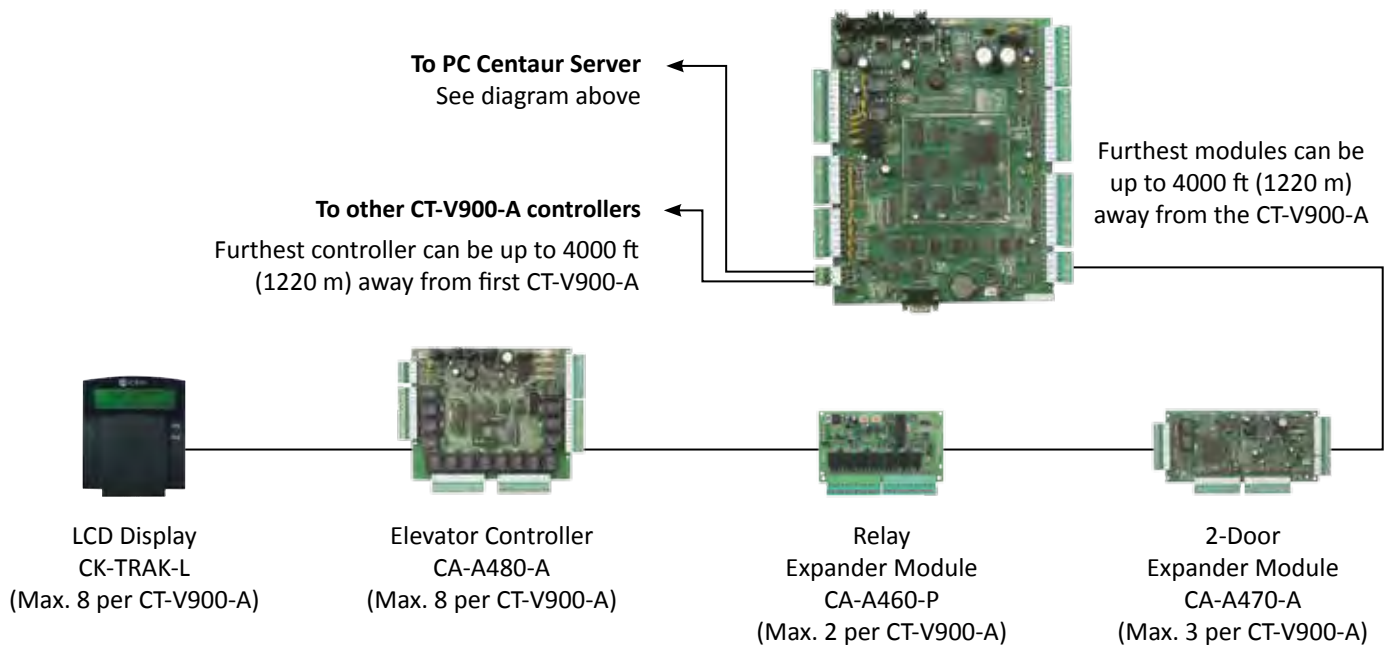 To PC Centaur Server
See diagram above
To other CT-V900-A controllers
Furthest controller can be up to 4000 ft
(1220 m) away from first CT-V900-A
Furthest modules can be
up to 4000 ft (1220 m)
away from the CT-V900-A
LCD Display
CK-TRAK-L
(Max. 8 per CT-V900-A)
Elevator Controller
CA-A480-A
(Max. 8 per CT-V900-A)
Relay
Expander Module
CA-A460-P
(Max. 2 per CT-V900-A)
2-Door
Expander Module
CA-A470-A
(Max. 3 per CT-V900-A)